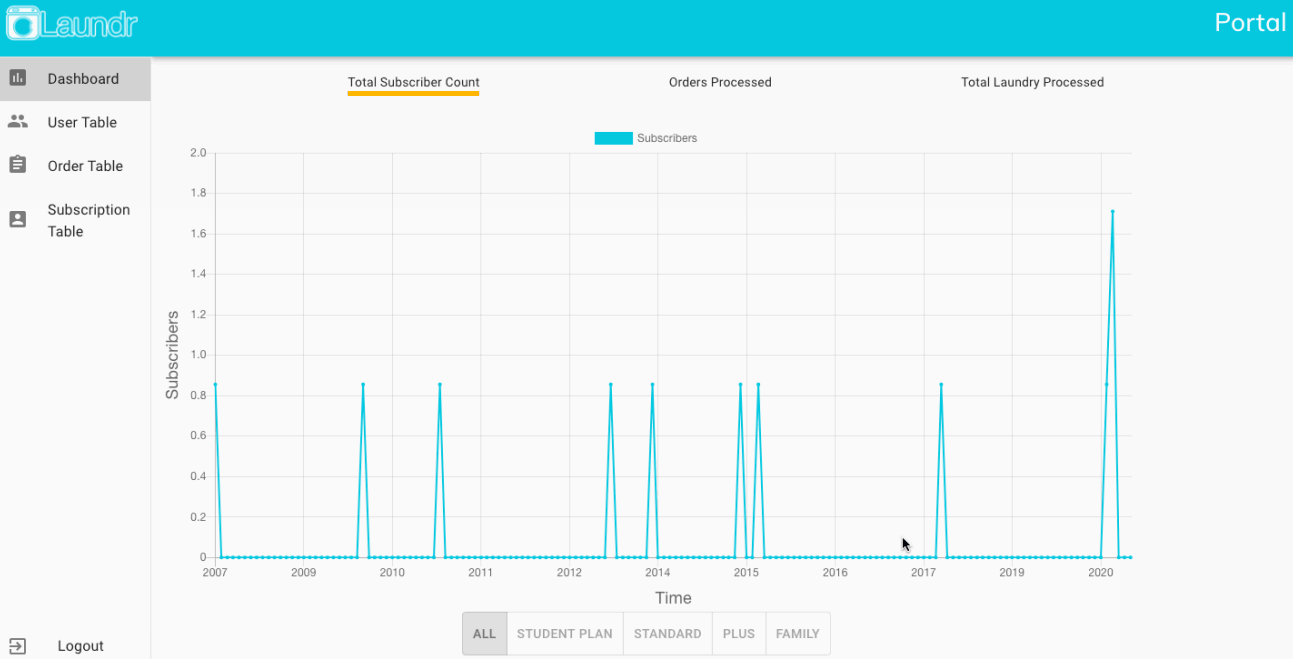 Laundr
Portal
Dashboard
User Table
Order Table
Subscription
Table
Logout
Total Subscriber Count
Orders Processed
Total Laundry Processed
Subscribers
2.0
1.8
1.6
1.4
1.2
1.0
0.8
0.6
0.4
0.2
0
Subscribers
2007
2009
2010
2011
2012
2014
2015
2016
2017
2019
2020
Time
ALL
STUDENT PLAN
STANDARD
PLUS
FAMILY